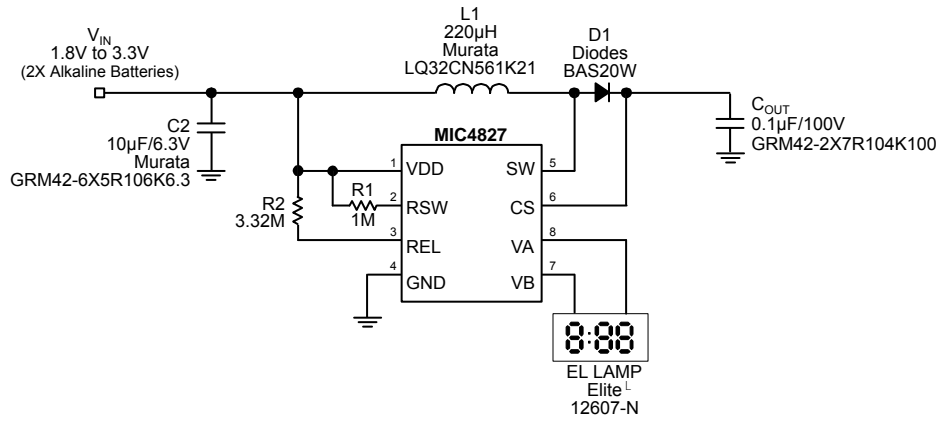 L1
220μH
Murata
LQ32CN561K21
D1
Diodes
BAS20W
VIN
1.8V to 3.3V
(2X Alkaline Batteries)
C2
10μF/6.3V
Murata
GRM42-6X5R106K6.3
COUT
0.1μF/100V
GRM42-2X7R104K100
MIC4827
1
VDD
SW
5
R1
1M
2
RSW
CS
6
R2
3.32M
3
REL
VA
8
4
GND
VB
7
8:88
EL LAMP
Elite L
12607-N